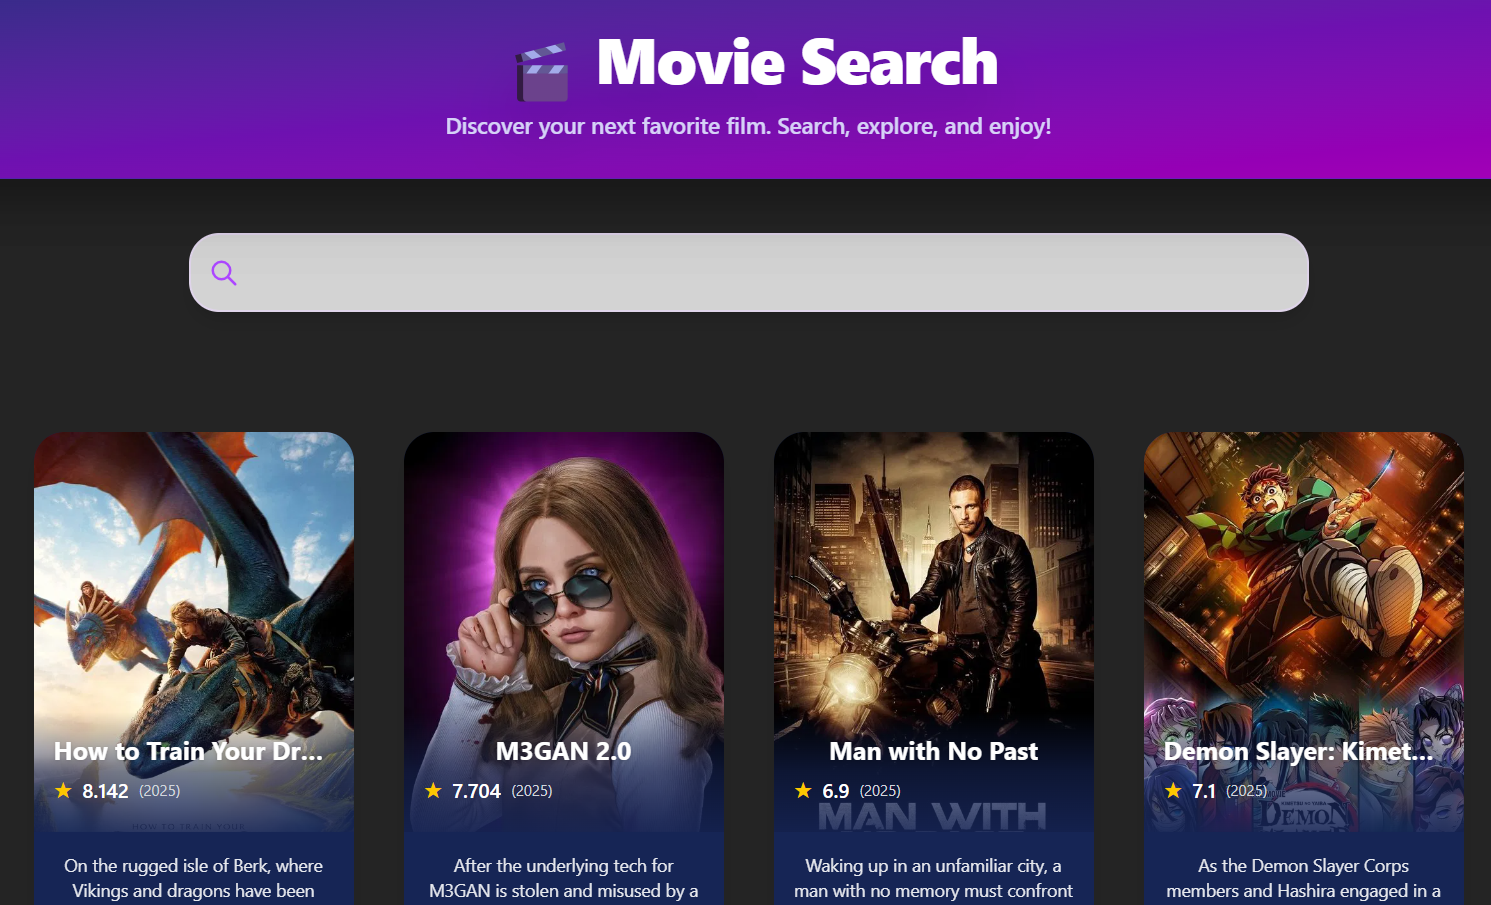 Movie Search
Discover your next favorite film. Search, explore, and enjoy!
How to Train Your Dr...
★ 8.142 (2025)
HOW TO TRAIN YOUR
On the rugged isle of Berk, where
Vikings and dragons have been
M3GAN 2.0
★ 7.704 (2025)
After the underlying tech for
M3GAN is stolen and misused by a
Man with No Past
★ 6.9 (2025)
MAN WITH
Waking up in an unfamiliar city, a
man with no memory must confront
Demon Slayer: Kimet...
★ 7.1 (2025)
DEMON
As the Demon Slayer Corps
members and Hashira engaged in a